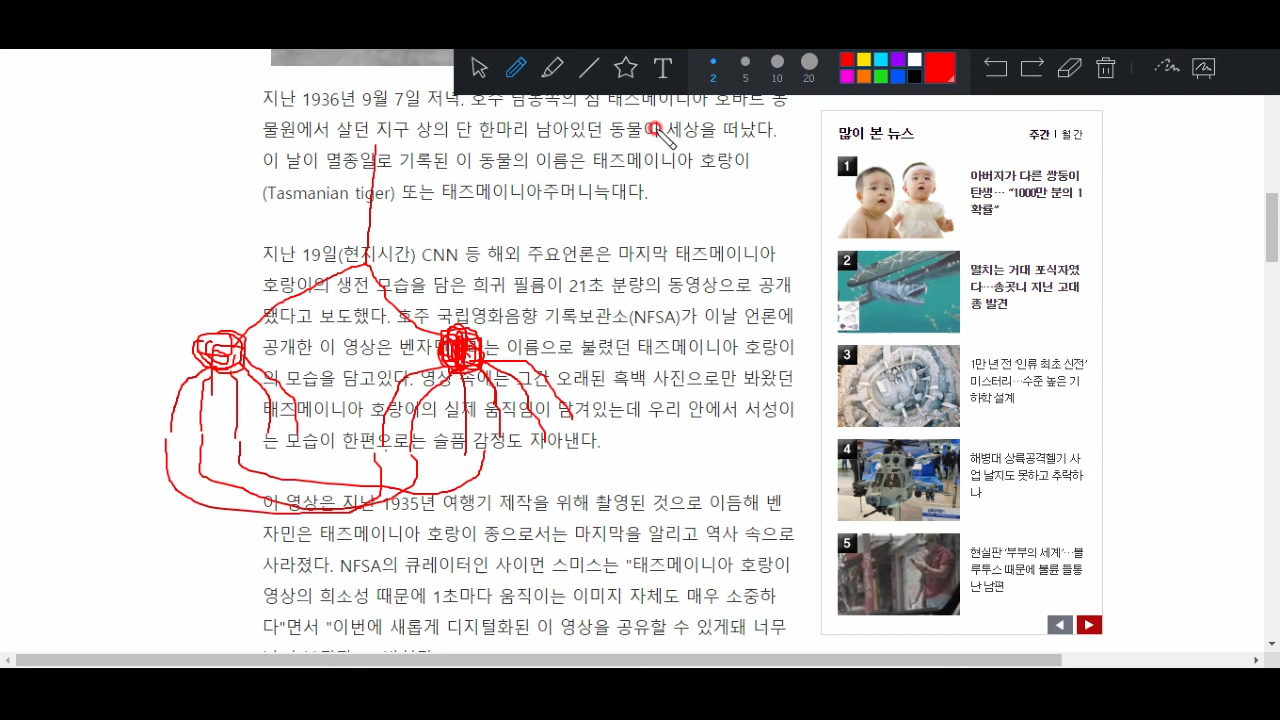 T
2
5
10
20
지난 1936년 9월 7일 저녁. 호주 남동쪽의 섬 태즈메이니아 호바트 동
물원에서 살던 지구 상의 단 한마리 남아있던 동물이 세상을 떠났다.
이 날이 멸종일로 기록된 이 동물의 이름은 태즈메이니아 호랑이
(Tasmanian tiger) 또는 태즈메이니아주머니늑대다.
지난 19일(현지시간) CNN 등 해외 주요언론은 마지막 태즈메이니아
호랑이의 생전 모습을 담은 희귀 필름이 21초 분량의 동영상으로 공개
됐다고 보도했다. 호주 국립영화음향 기록보관소(NFSA)가 이날 언론에
공개한 이 영상은 벤자민이라는 이름으로 불렸던 태즈메이니아 호랑이
의 모습을 담고있다. 영상 속에는 그간 오래된 흑백 사진으로만 봐왔던
태즈메이니아 호랑이의 실제 움직임이 담겨있는데 우리 안에서 서성이
는 모습이 한편으로는 슬픔 감정도 자아낸다.
이 영상은 지난 1935년 여행기 제작을 위해 촬영된 것으로 이듬해 벤
자민은 태즈메이니아 호랑이 종으로서는 마지막을 알리고 역사 속으로
사라졌다. NFSA의 큐레이터인 사이먼 스미스는 "태즈메이니아 호랑이
영상의 희소성 때문에 1초마다 움직이는 이미지 자체도 매우 소중하
다"면서 "이번에 새롭게 디지털화된 이 영상을 공유할 수 있게돼 너무
많이 본 뉴스
주간 | 월간
1
아버지가 다른 쌍둥이
탄생… “1000만 분의 1
확률”
2
멸치는 거대 포식자였
다…송곳니 지닌 고대
종 발견
3
1만 년 전 ‘인류 최초 신전’
미스터리…수준 높은 기
하학 설계
4
해병대 상륙공격헬기 사
업 날지도 못하고 추락하
나
5
현실판 ‘부부의 세계’…블
루투스 때문에 불륜 들통
난 남편